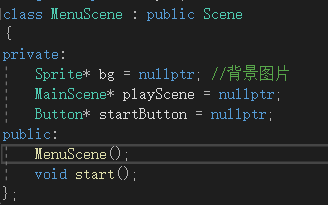 class MenuScene : public Scene
{
private:
Sprite* bg = nullptr; //背景图片
MainScene* playScene = nullptr;
Button* startButton = nullptr;
public:
MenuScene();
void start();
};